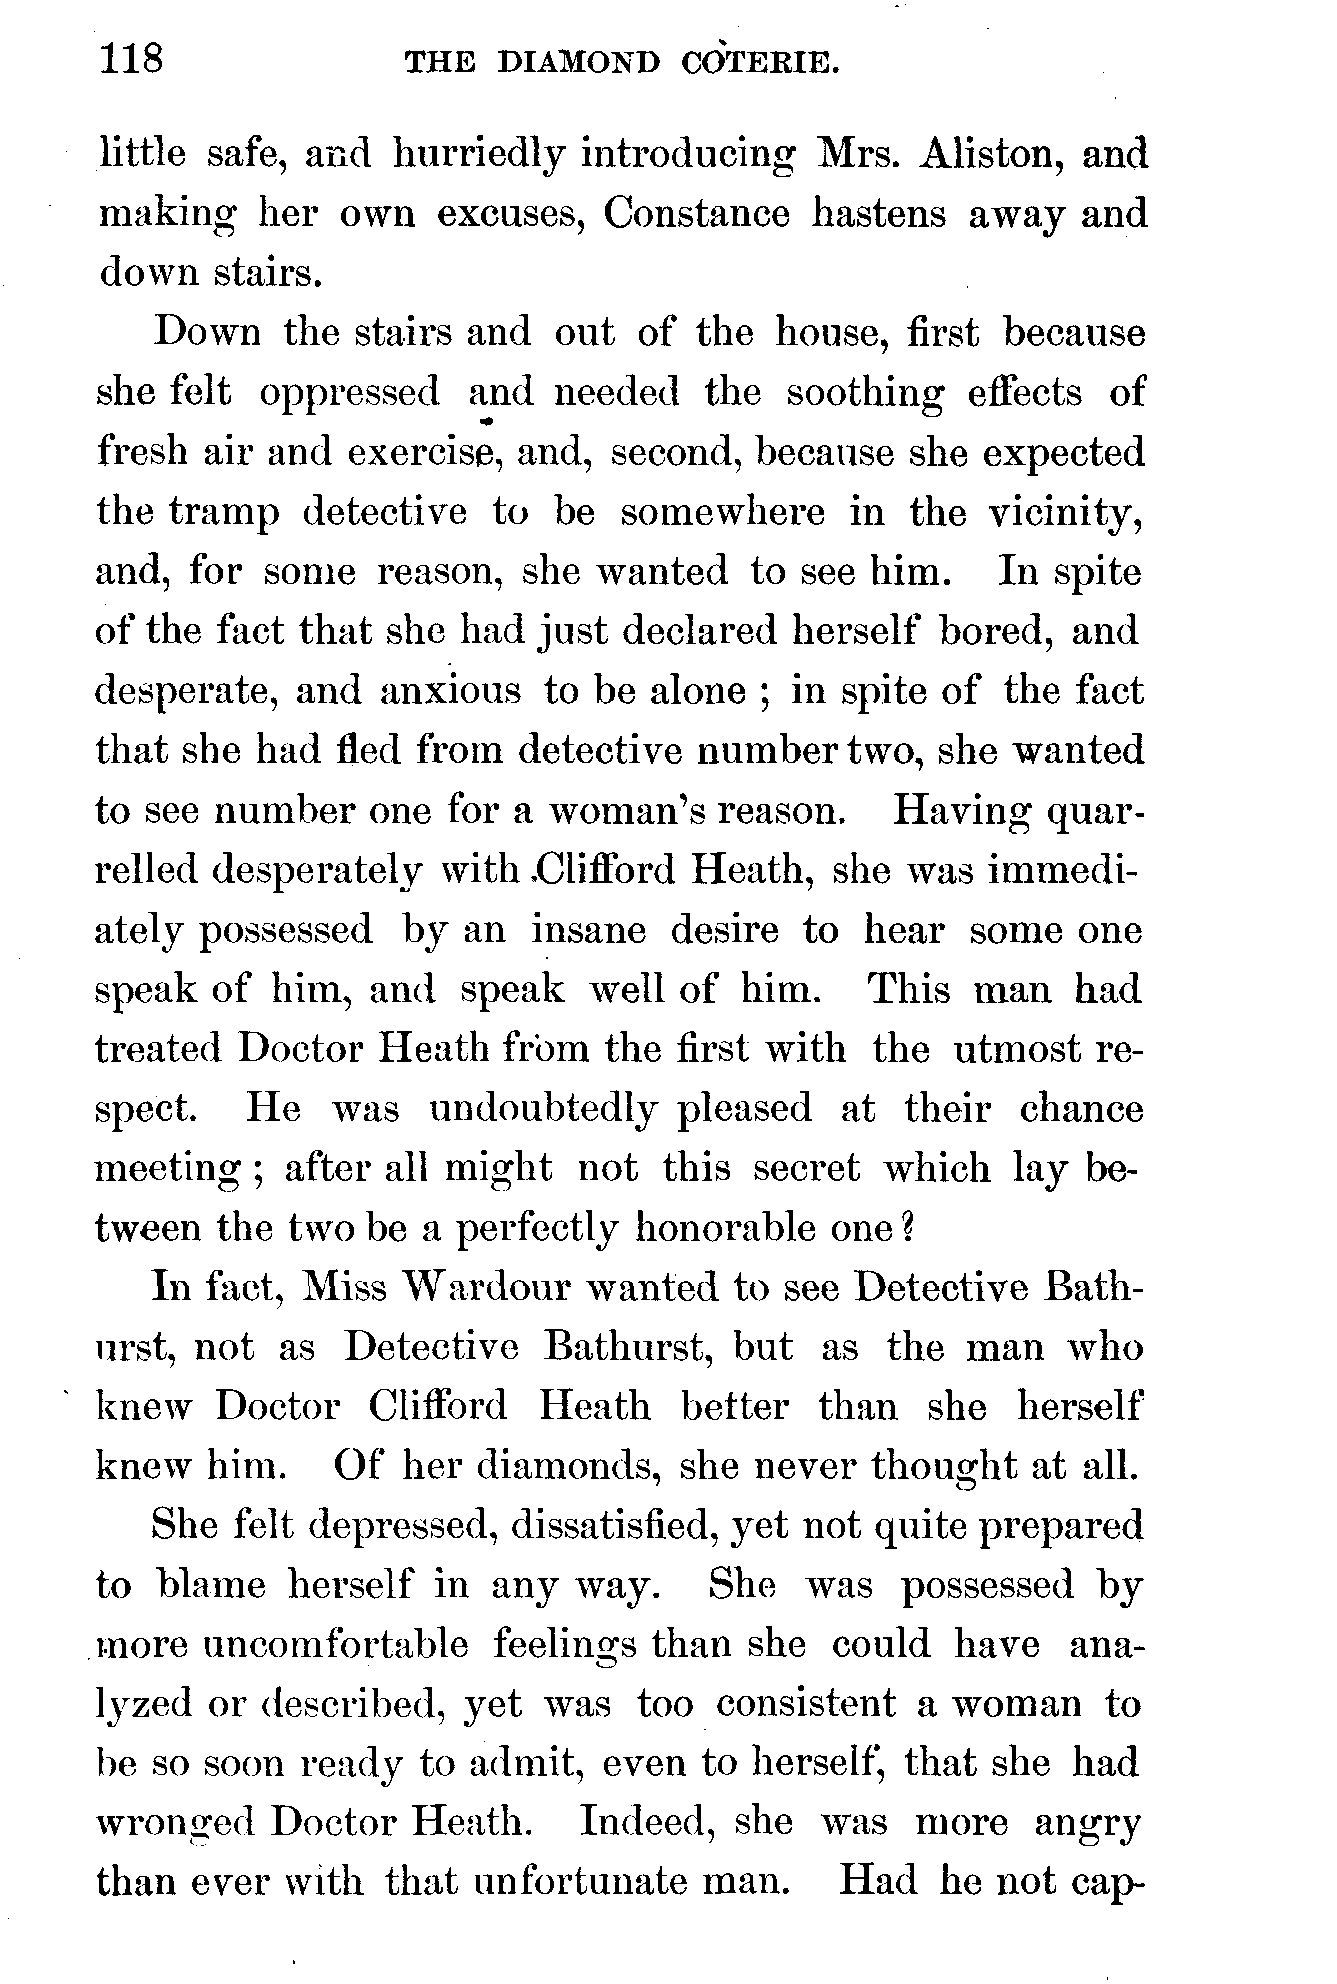 118 THE DIAMOND COTERIE.
little safe, and hurriedly introducing Mrs. Aliston, and
making her own excuses, Constance hastens away and
down stairs.
Down the stairs and out of the house, first because
she felt oppressed and needed the soothing effects of
fresh air and exercise, and, second, because she expected
the tramp detective to be somewhere in the vicinity,
and, for some reason, she wanted to see him. In spite
of the fact that she had just declared herself bored, and
desperate, and anxious to be alone ; in spite of the fact
that she had fled from detective number two, she wanted
to see number one for a woman's reason. Having quar-
relled desperately with Clifford Heath, she was immedi-
ately possessed by an insane desire to hear some one
speak of him, and speak well of him. This man had
treated Doctor Heath from the first with the utmost re-
spect. He was undoubtedly pleased at their chance
meeting ; after all might not this secret which lay be-
tween the two be a perfectly honorable one?
In fact, Miss Wardour wanted to see Detective Bath-
urst, not as Detective Bathurst, but as the man who
knew Doctor Clifford Heath better than she herself
knew him. Of her diamonds, she never thought at all.
She felt depressed, dissatisfied, yet not quite prepared
to blame herself in any way. She was possessed by
more uncomfortable feelings than she could have ana-
lyzed or described, yet was too consistent a woman to
be so soon ready to admit, even to herself, that she had
wronged Doctor Heath. Indeed, she was more angry
than ever with that unfortunate man. Had he not cap-